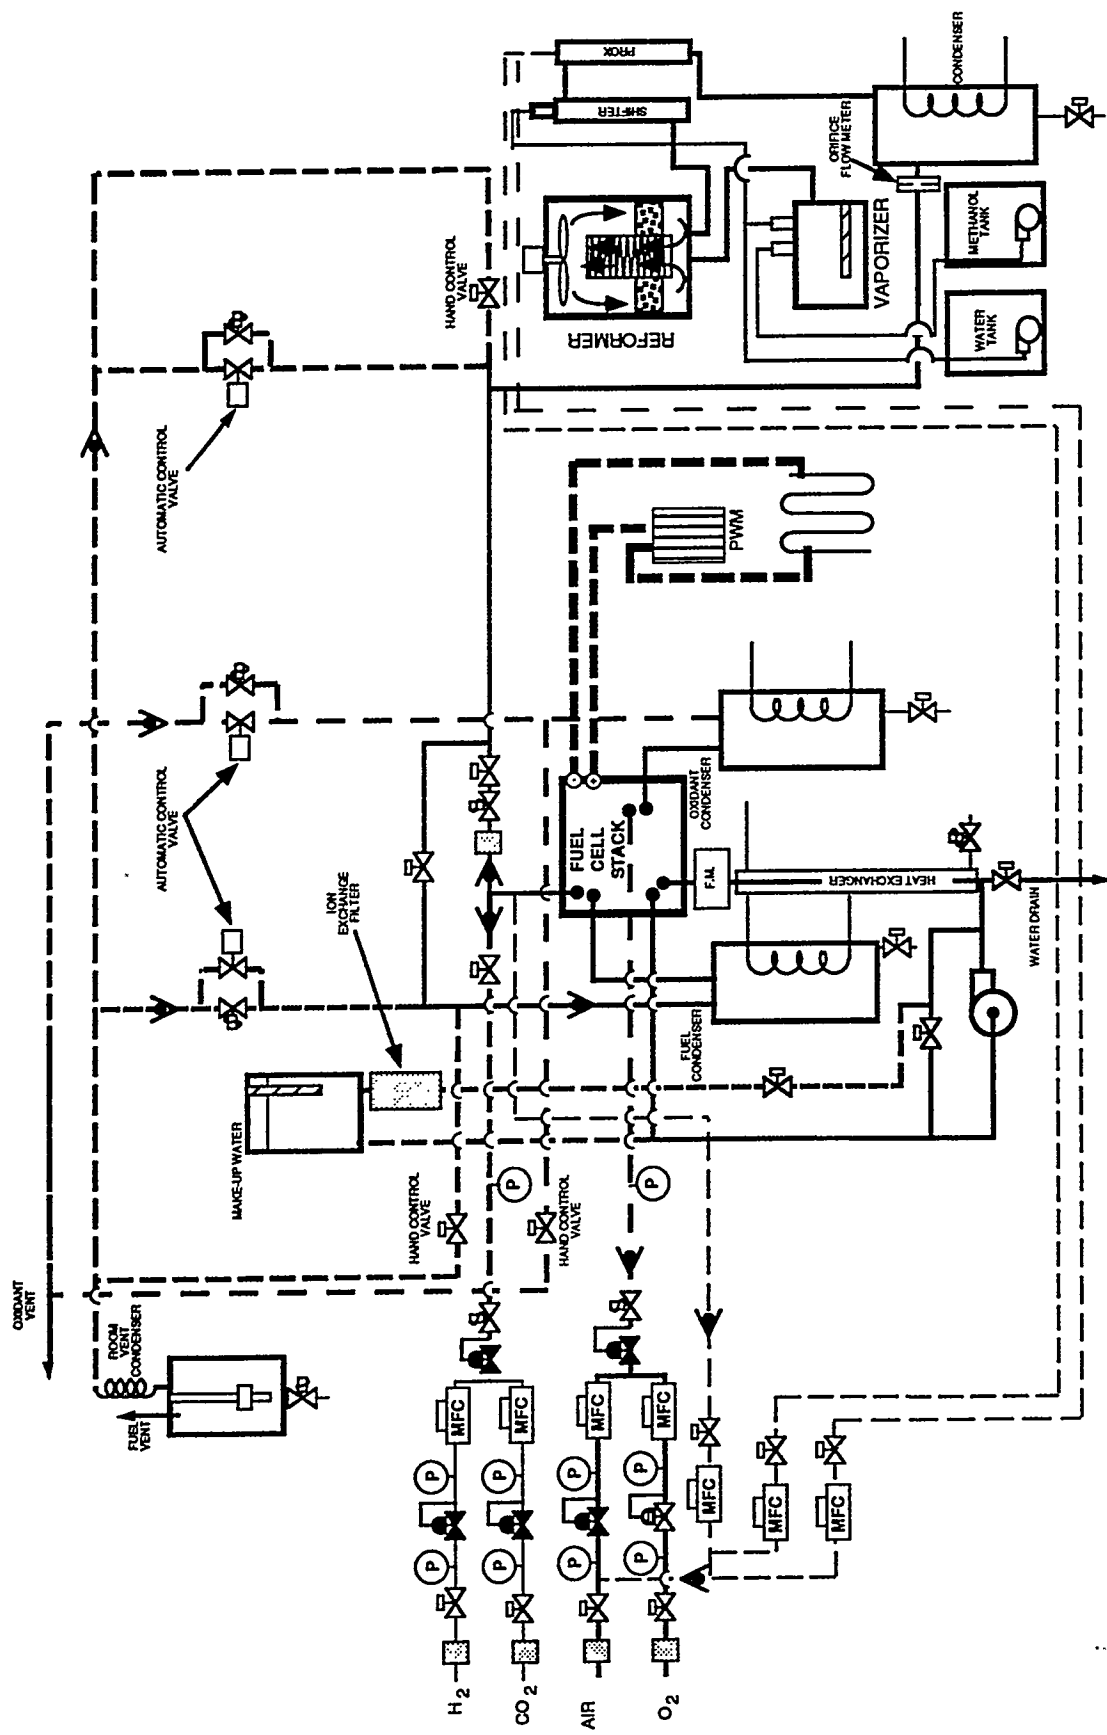 OXIDANT
VENT
FUEL
VENT
ROOM
VENT
CONDENSER
MAKE-UP WATER
ION
EXCHANGE
FILTER
AUTOMATIC CONTROL
VALVE
AUTOMATIC CONTROL
VALVE
HAND CONTROL
VALVE
HAND CONTROL
VALVE
HAND CONTROL
VALVE
H2
CO2
AIR
O2
P
P
P
P
P
P
P
P
MFC
MFC
MFC
MFC
MFC
MFC
MFC
P
P
FUEL
CELL
STACK
-
+
F.M.
FUEL
CONDENSER
OXIDANT
CONDENSER
HEAT EXCHANGER
WATER DRAIN
PWM
REFORMER
SHIFTER
PROX
VAPORIZER
ORIFICE
FLOW METER
CONDENSER
WATER
TANK
METHANOL
TANK